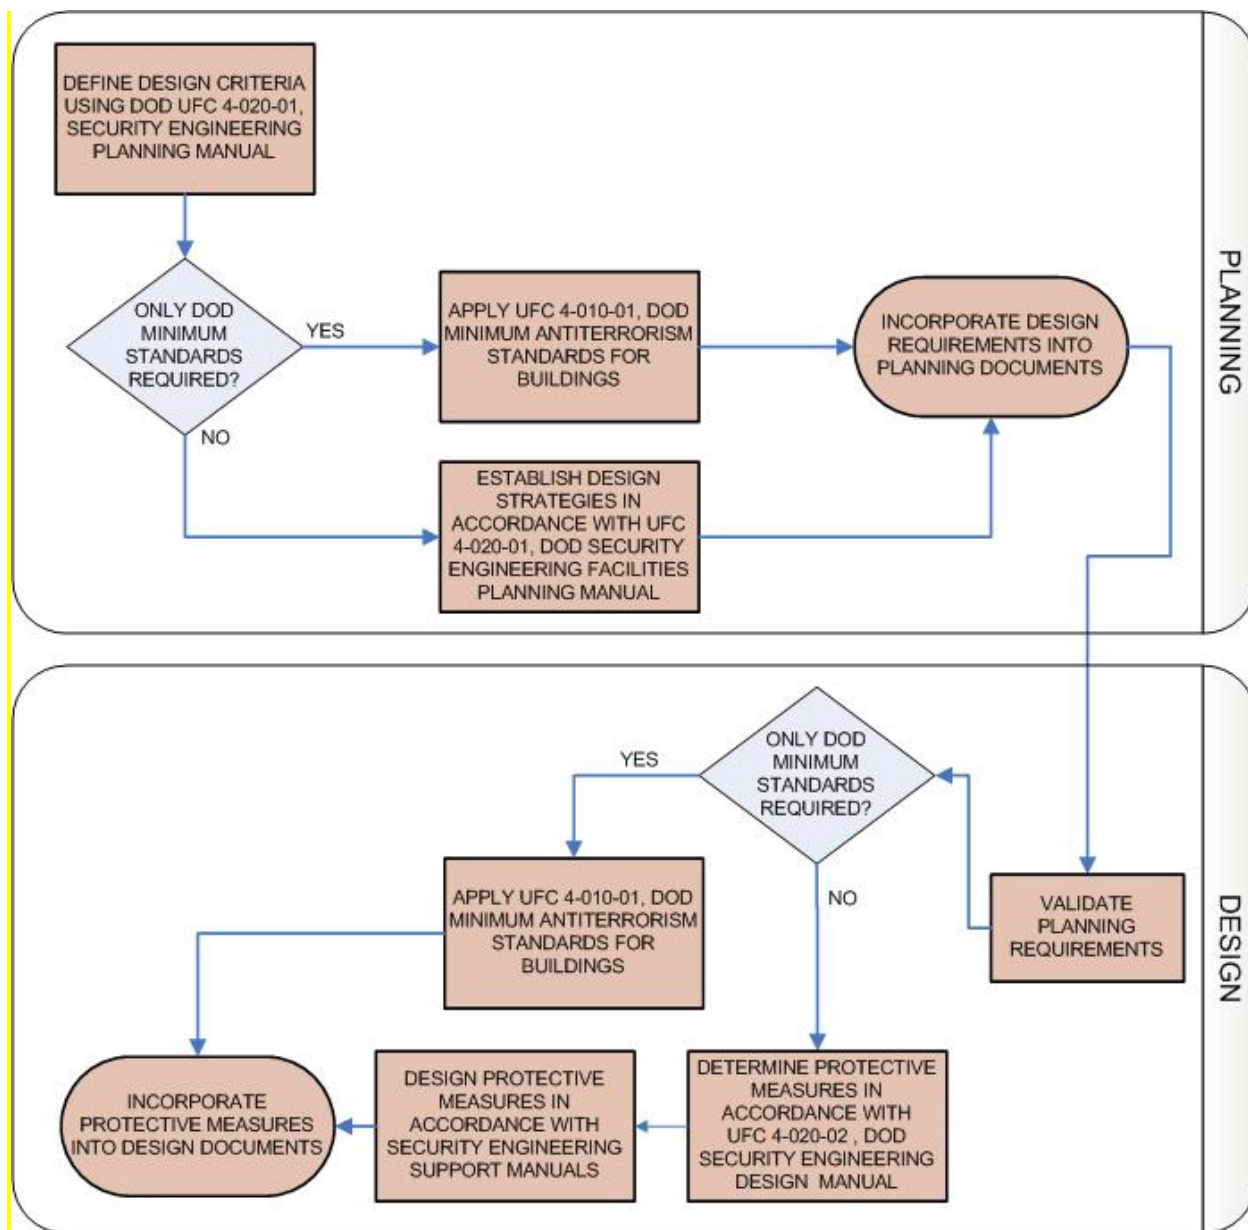 DEFINE DESIGN CRITERIA
USING DOD UFC 4-020-01,
SECURITY ENGINEERING
PLANNING MANUAL
ONLY DOD
MINIMUM
STANDARDS
REQUIRED?
YES
NO
APPLY UFC 4-010-01, DOD
MINIMUM ANTITERRORISM
STANDARDS FOR
BUILDINGS
ESTABLISH DESIGN
STRATEGIES IN
ACCORDANCE WITH UFC
4-020-01, DOD SECURITY
ENGINEERING FACILITIES
PLANNING MANUAL
INCORPORATE DESIGN
REQUIREMENTS INTO
PLANNING DOCUMENTS
PLANNING
VALIDATE
PLANNING
REQUIREMENTS
ONLY DOD
MINIMUM
STANDARDS
REQUIRED?
YES
NO
APPLY UFC 4-010-01, DOD
MINIMUM ANTITERRORISM
STANDARDS FOR
BUILDINGS
DETERMINE PROTECTIVE
MEASURES IN
ACCORDANCE WITH
UFC 4-020-02 , DOD
SECURITY ENGINEERING
DESIGN MANUAL
DESIGN PROTECTIVE
MEASURES IN
ACCORDANCE WITH
SECURITY ENGINEERING
SUPPORT MANUALS
INCORPORATE
PROTECTIVE MEASURES
INTO DESIGN DOCUMENTS
DESIGN